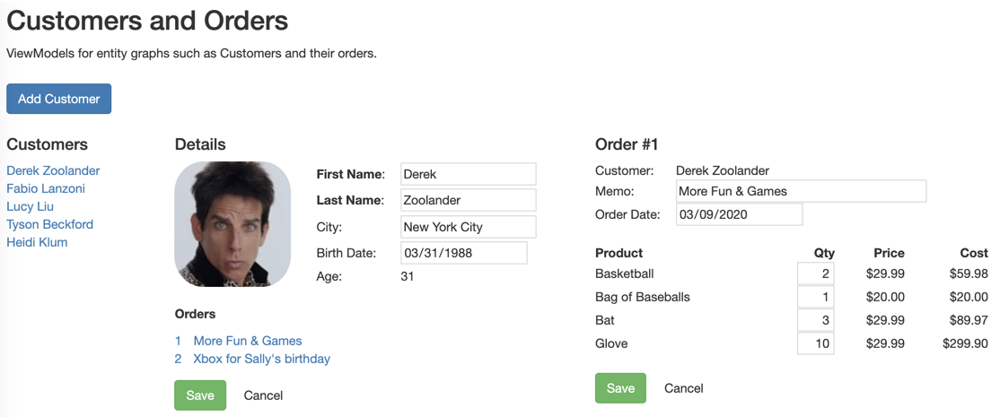 Customers and Orders
ViewModels for entity graphs such as Customers and their orders.
Add Customer
Customers
Derek Zoolander
Fabio Lanzoni
Lucy Liu
Tyson Beckford
Heidi Klum
Details
First Name: Derek
Last Name: Zoolander
City: New York City
Birth Date: 03/31/1988
Age: 31
Orders
1 More Fun & Games
2 Xbox for Sally's birthday
Save Cancel
Order #1
Customer: Derek Zoolander
Memo: More Fun & Games
Order Date: 03/09/2020
Product Qty Price Cost
Basketball 2 $29.99 $59.98
Bag of Baseballs 1 $20.00 $20.00
Bat 3 $29.99 $89.97
Glove 10 $29.99 $299.90
Save Cancel